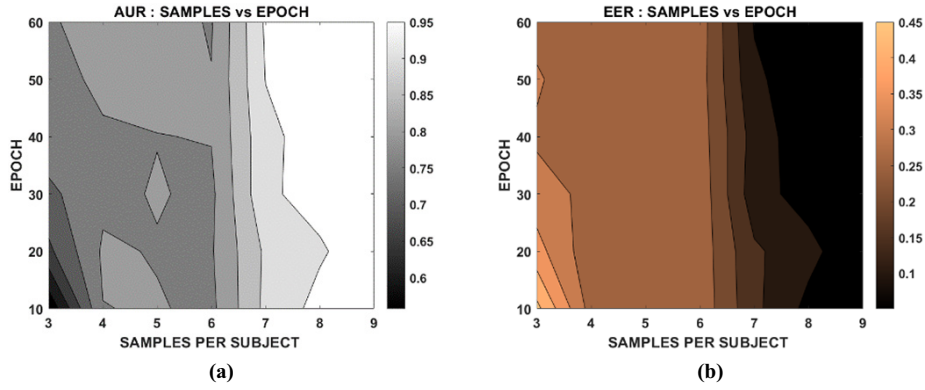 AUR : SAMPLES vs EPOCH
60
50
40
30
20
10
EPOCH
3 4 5 6 7 8 9
SAMPLES PER SUBJECT
0.95
0.9
0.85
0.8
0.75
0.7
0.65
0.6
(a)
EER : SAMPLES vs EPOCH
60
50
40
30
20
10
EPOCH
3 4 5 6 7 8 9
SAMPLES PER SUBJECT
0.45
0.4
0.35
0.3
0.25
0.2
0.15
0.1
(b)